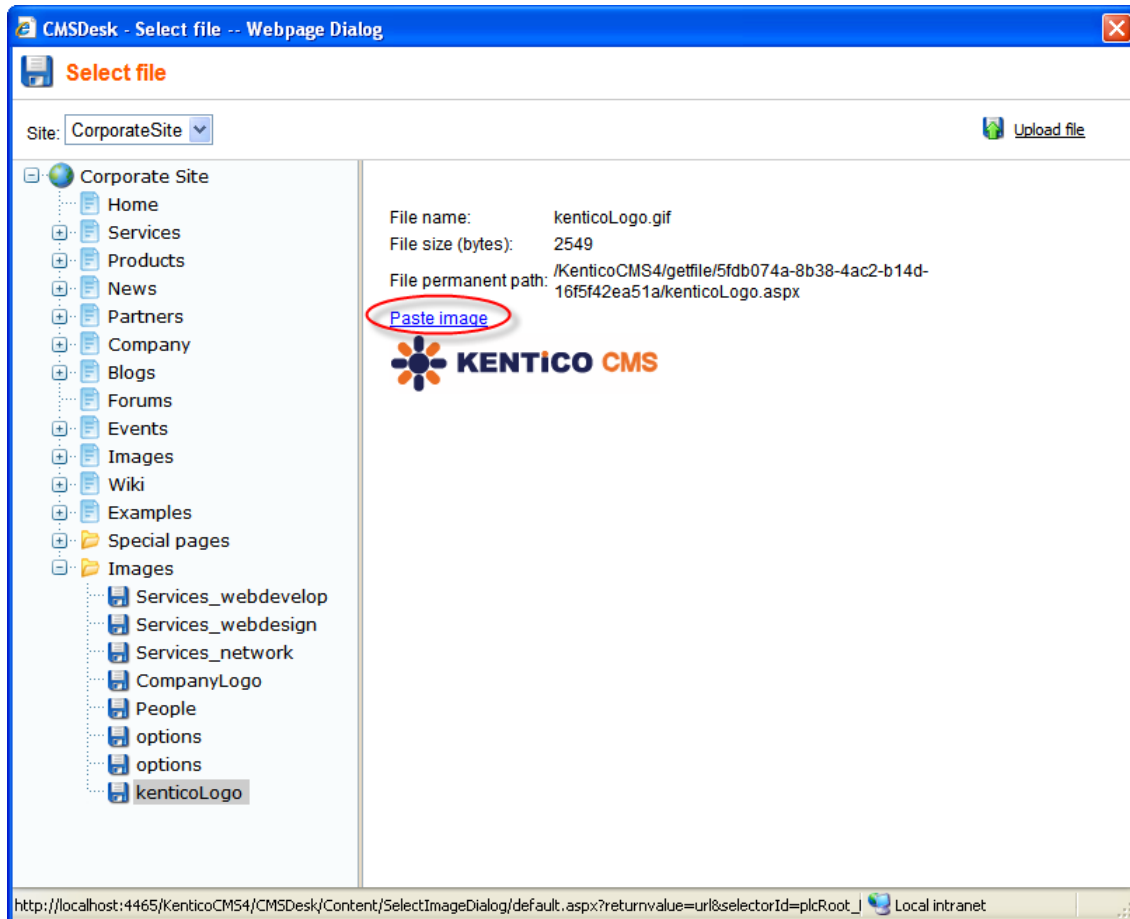 CMSDesk - Select file -- Webpage Dialog
Select file
Site: CorporateSite
Upload file
Corporate Site
Home
Services
Products
News
Partners
Company
Blogs
Forums
Events
Images
Wiki
Examples
Special pages
Images
Services_webdevelop
Services_webdesign
Services_network
CompanyLogo
People
options
options
kenticoLogo
File name: kenticoLogo.gif
File size (bytes): 2549
File permanent path: /KenticoCMS4/getfile/5fdb074a-8b38-4ac2-b14d-
16f5f42ea51a/kenticoLogo.aspx
Paste image
KENTiCO CMS
http://localhost:4465/KenticoCMS4/CMSDesk/Content/SelectImageDialog/default.aspx?returnvalue=url&selectorId=plcRoot_ Local intranet